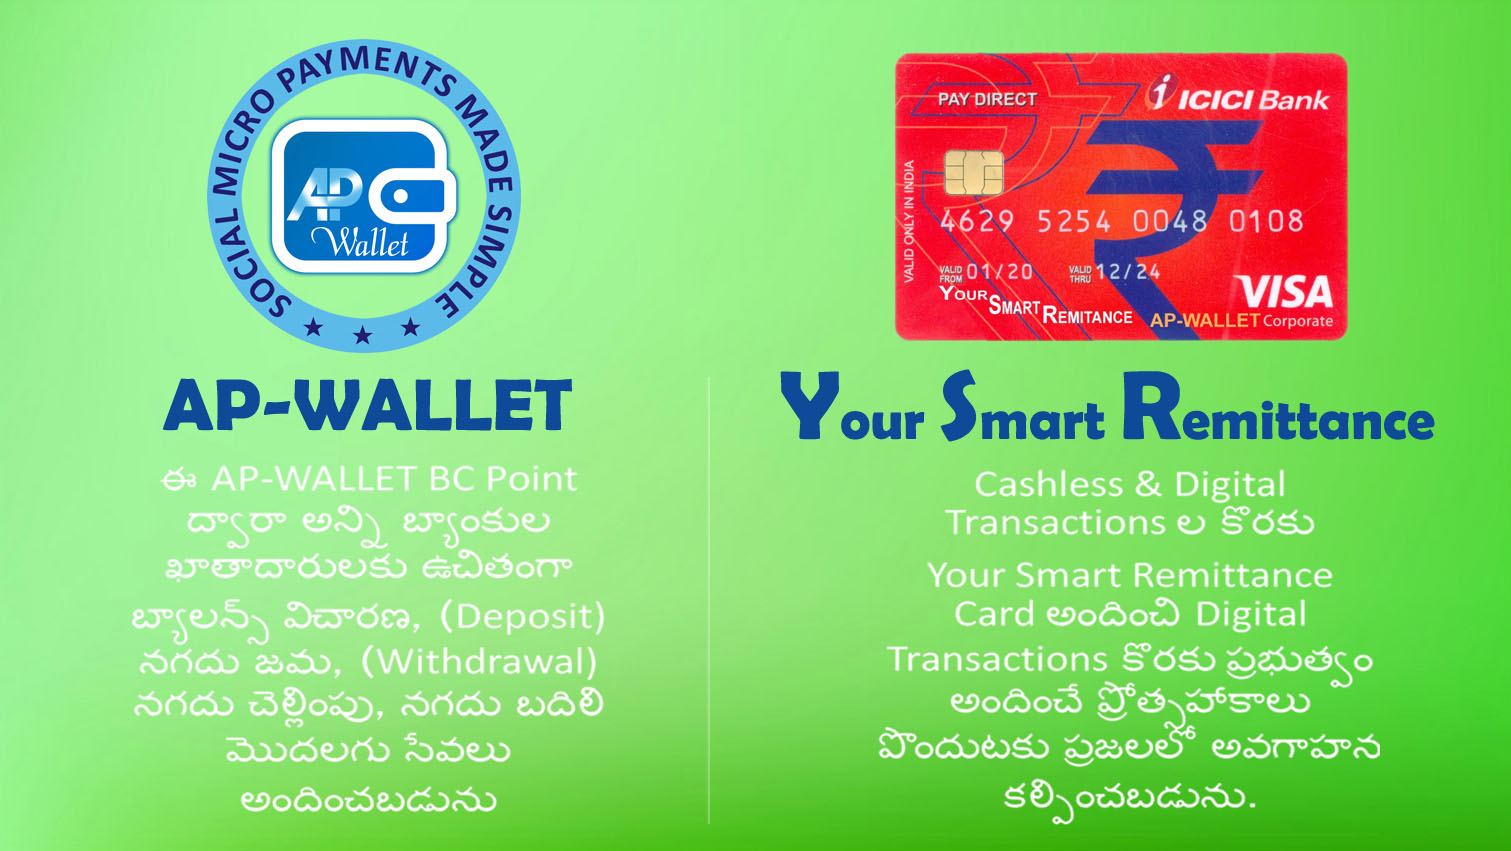 SOCIAL MICRO PAYMENTS MADE SIMPLE
AP
Wallet
AP-WALLET
ఈ AP-WALLET BC Point
ద్వారా అన్ని బ్యాంకుల
ఖాతాదారులకు ఉచితంగా
బ్యాలన్స్ విచారణ, (Deposit)
నగదు జమ, (Withdrawal)
నగదు చెల్లింపు, నగదు బదిలీ
మొదలగు సేవలు
అందించబడును
PAY DIRECT
ICICI Bank
VALID ONLY IN INDIA
4629 5254 0048 0108
VALID FROM 01/20 VALID THRU 12/24
YOUR SMART REMITANCE
VISA
AP-WALLET Corporate
Your Smart Remittance
Cashless & Digital
Transactions ల కొరకు
Your Smart Remittance
Card అందించి Digital
Transactions కొరకు ప్రభుత్వం
అందించే ప్రోత్సహాకాలు
పొందుటకు ప్రజలలో అవగాహన
కల్పించబడును.